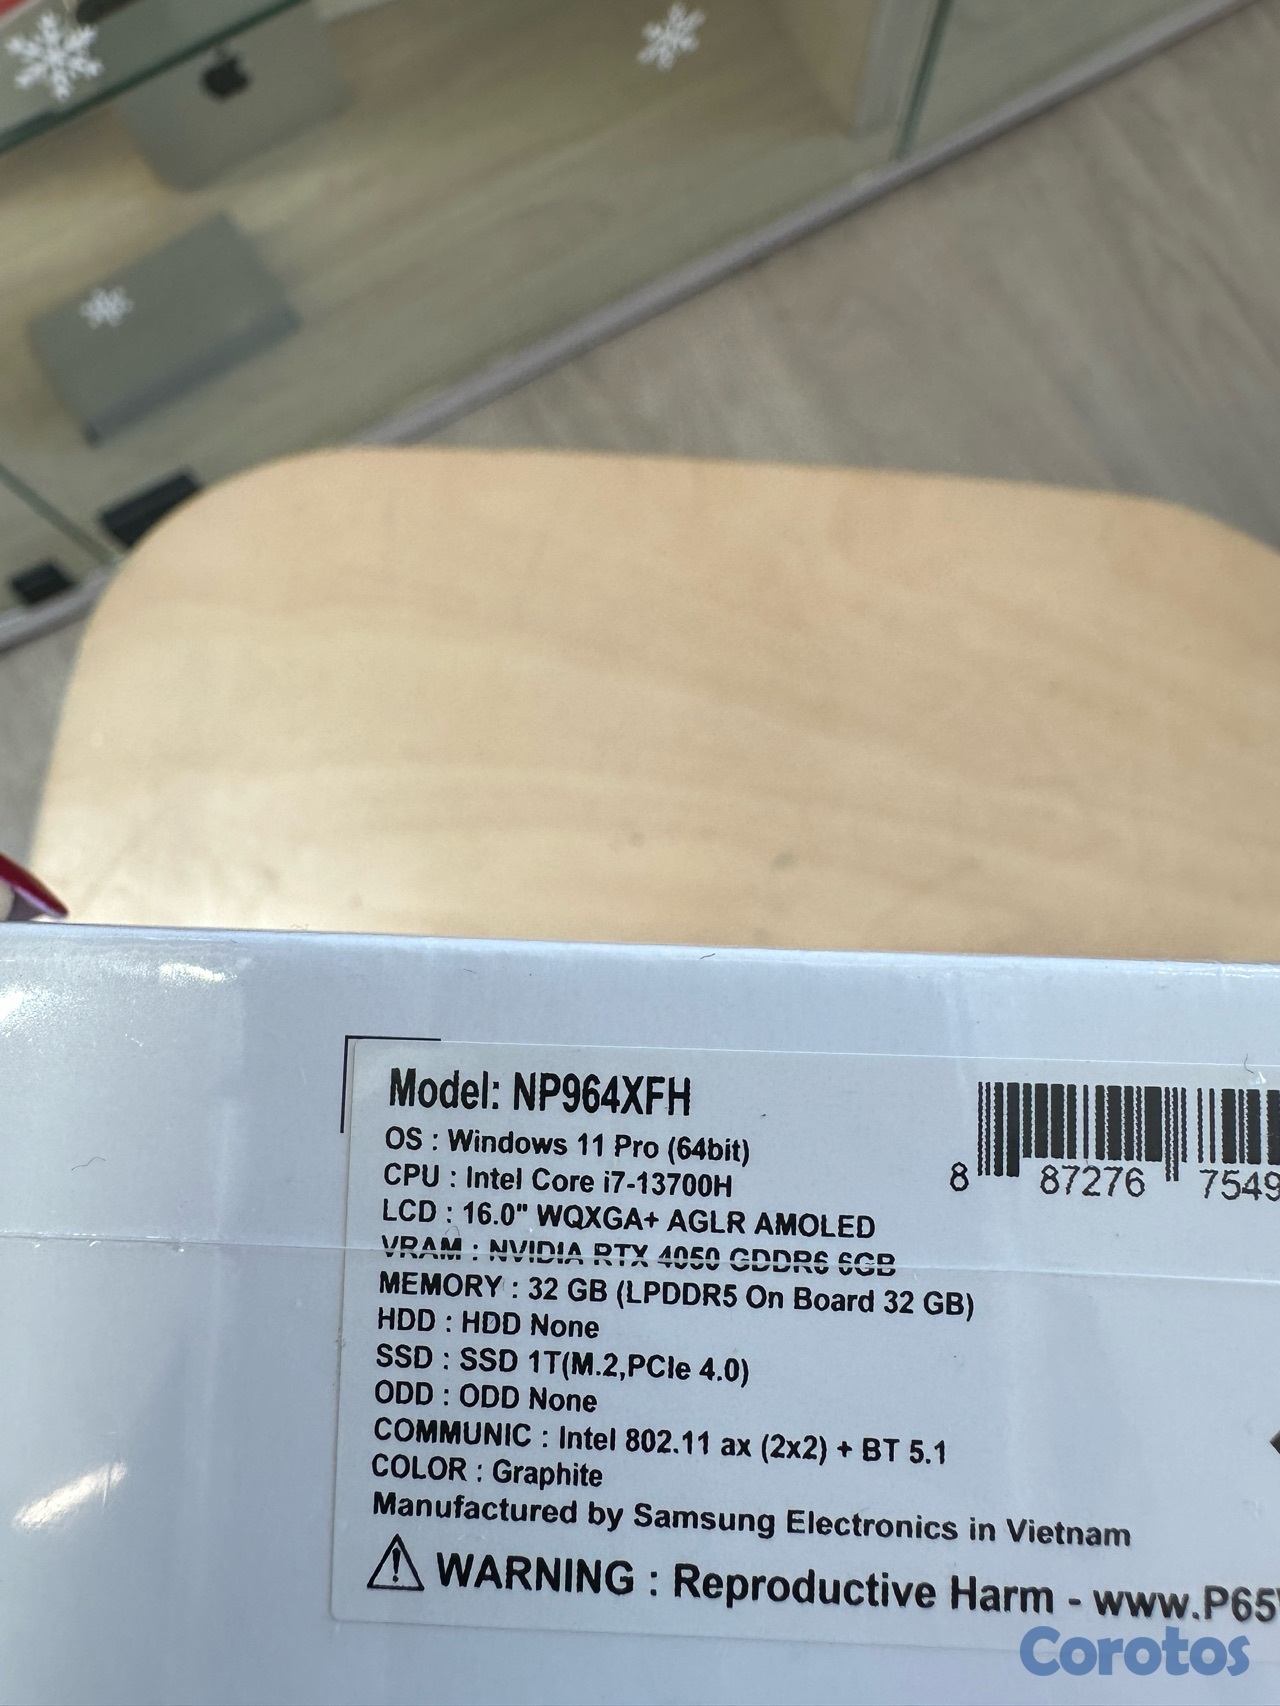 Model: NP964XFH
OS : Windows 11 Pro (64bit)
CPU : Intel Core i7-13700H
LCD : 16.0" WQXGA+ AGLR AMOLED
VRAM : NVIDIA RTX 4050 GDDR6 6GB
MEMORY : 32 GB (LPDDR5 On Board 32 GB)
HDD : HDD None
SSD : SSD 1T(M.2,PCIe 4.0)
ODD : ODD None
COMMUNIC : Intel 802.11 ax (2x2) + BT 5.1
COLOR : Graphite
Manufactured by Samsung Electronics in Vietnam
WARNING : Reproductive Harm - www.P65
8 87276 7549
Corotos